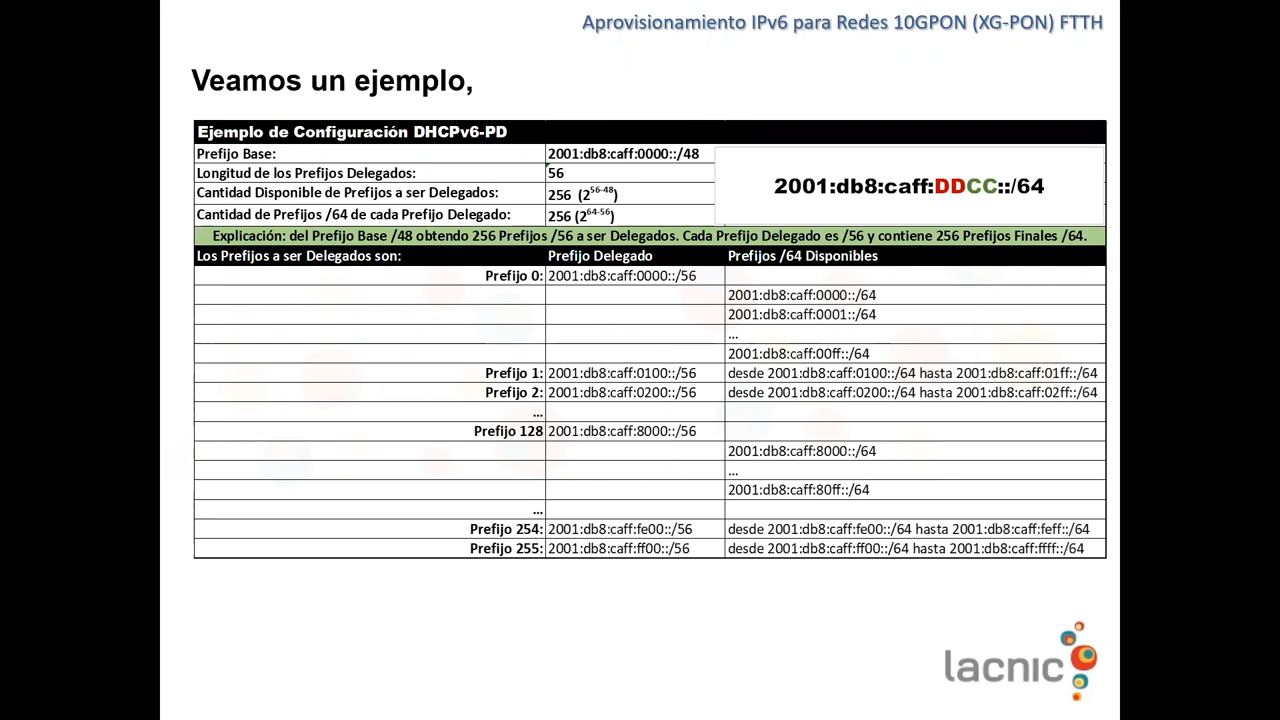 Aprovisionamiento IPv6 para Redes 10GPON (XG-PON) FTTH
Veamos un ejemplo,
Ejemplo de Configuración DHCPv6-PD
Prefijo Base: 2001:db8:caff:0000::/48
Longitud de los Prefijos Delegados: 56
Cantidad Disponible de Prefijos a ser Delegados: 256 (2^56-48)
Cantidad de Prefijos /64 de cada Prefijo Delegado: 256 (2^64-56)
2001:db8:caff:DDCC::/64
Explicación: del Prefijo Base /48 obtendo 256 Prefijos /56 a ser Delegados. Cada Prefijo Delegado es /56 y contiene 256 Prefijos Finales /64.
Los Prefijos a ser Delegados son: Prefijo Delegado Prefijos /64 Disponibles
Prefijo 0: 2001:db8:caff:0000::/56
2001:db8:caff:0000::/64
2001:db8:caff:0001::/64
...
2001:db8:caff:00ff::/64
Prefijo 1: 2001:db8:caff:0100::/56 desde 2001:db8:caff:0100::/64 hasta 2001:db8:caff:01ff::/64
Prefijo 2: 2001:db8:caff:0200::/56 desde 2001:db8:caff:0200::/64 hasta 2001:db8:caff:02ff::/64
...
Prefijo 128 2001:db8:caff:8000::/56
2001:db8:caff:8000::/64
...
2001:db8:caff:80ff::/64
...
Prefijo 254: 2001:db8:caff:fe00::/56 desde 2001:db8:caff:fe00::/64 hasta 2001:db8:caff:feff::/64
Prefijo 255: 2001:db8:caff:ff00::/56 desde 2001:db8:caff:ff00::/64 hasta 2001:db8:caff:ffff::/64
lacnic